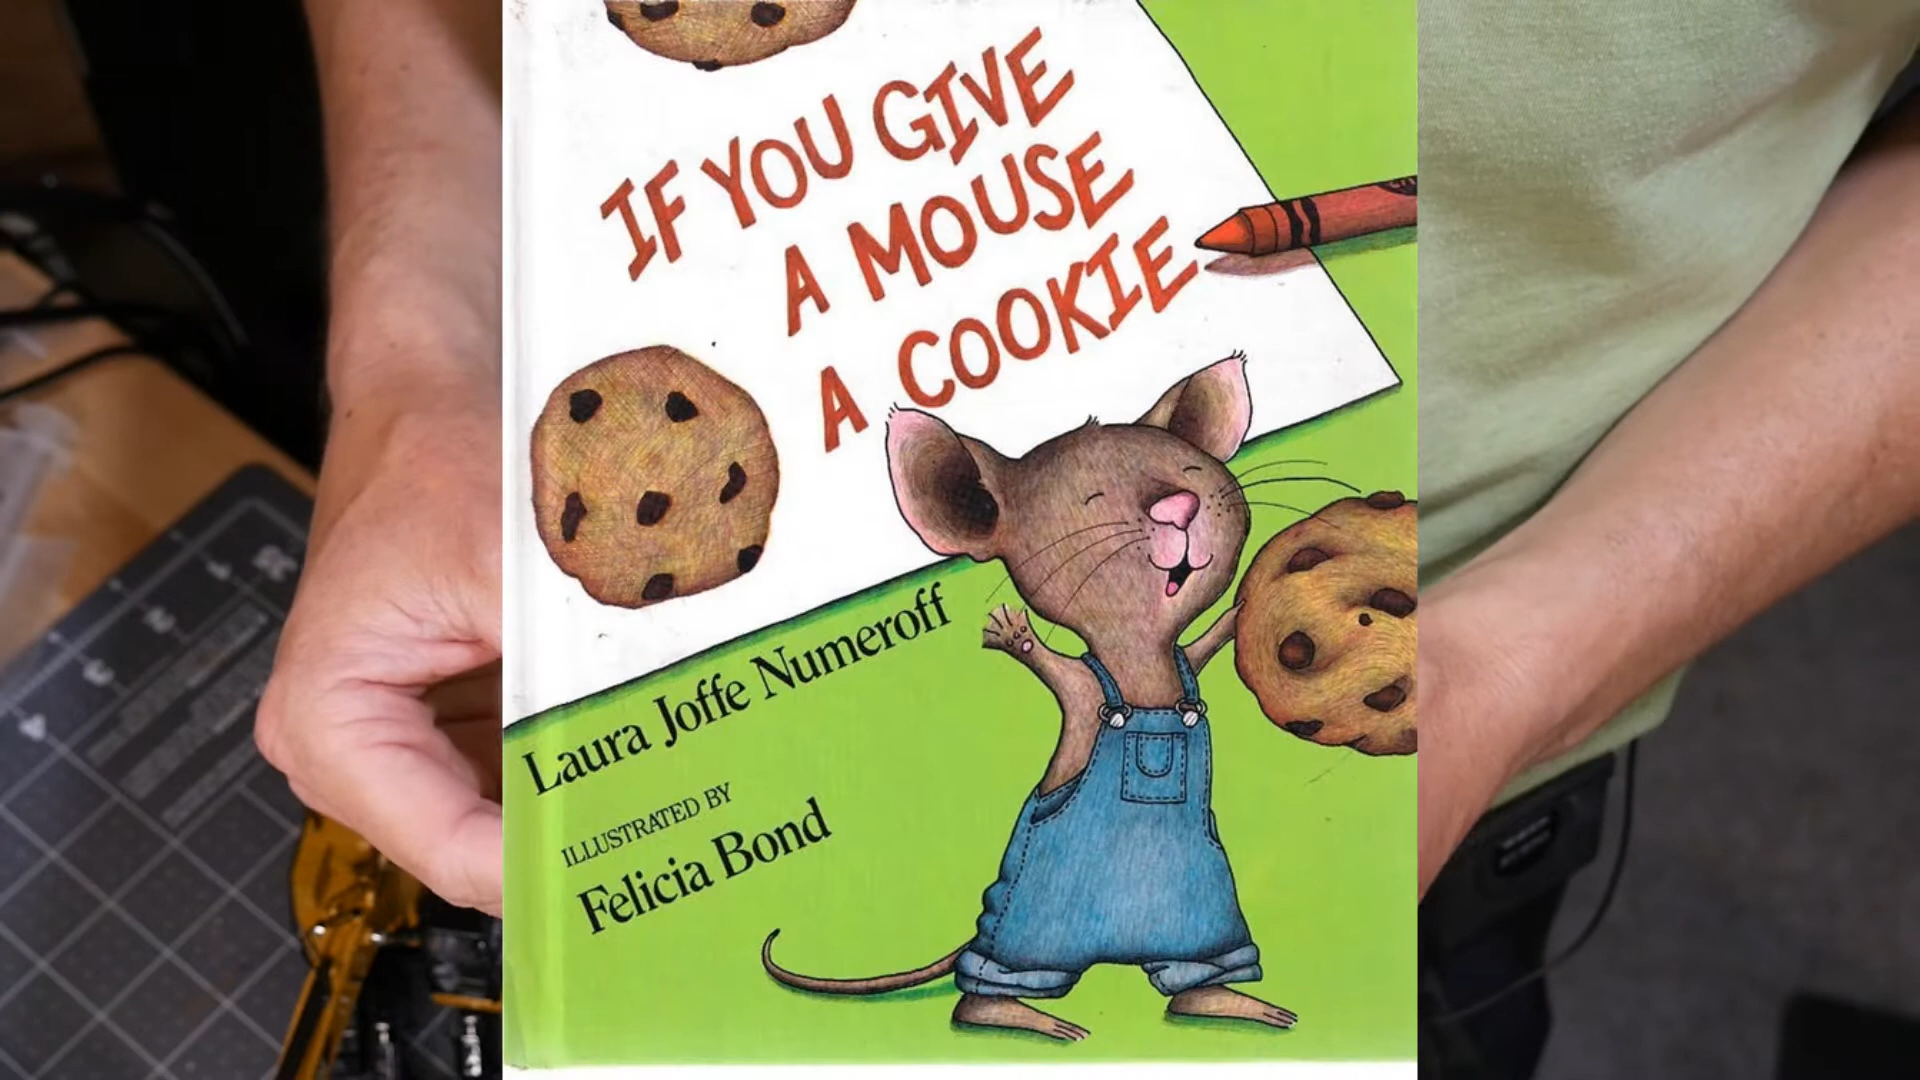 IF YOU GIVE
A MOUSE
A COOKIE
Laura Joffe Numeroff
ILLUSTRATED BY
Felicia Bond